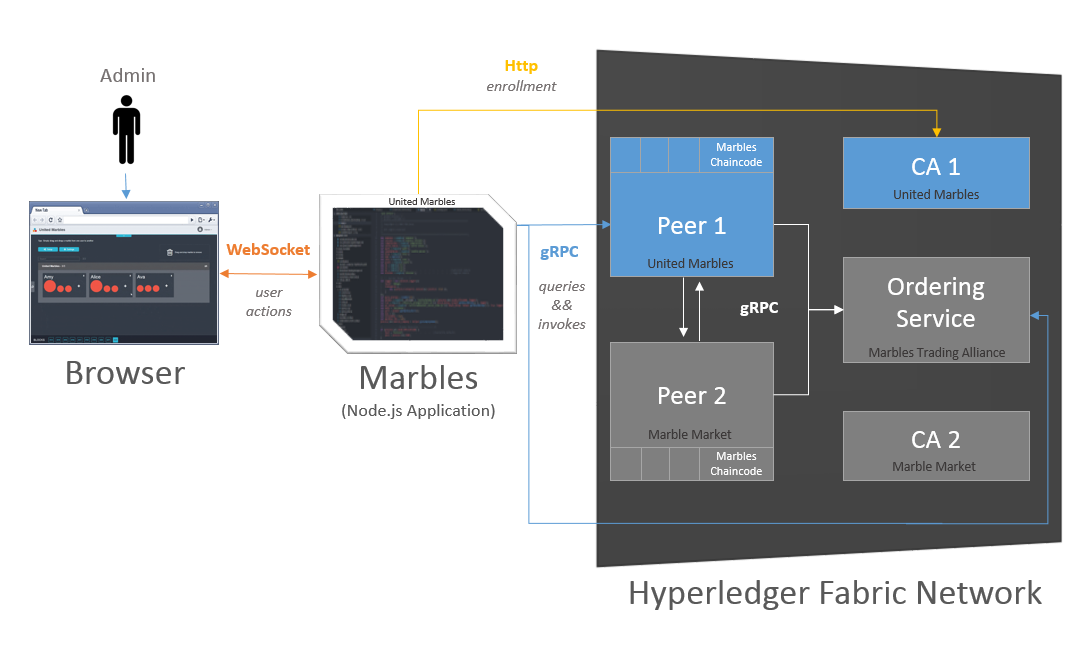 Admin
Http
enrollment
New Tab
United Marbles
Amy
Alice
Ava
Browser
WebSocket
user
actions
United Marbles
Marbles
(Node.js Application)
gRPC
queries
&&
invokes
Marbles
Chaincode
Peer 1
United Marbles
gRPC
Peer 2
Marble Market
Marbles
Chaincode
CA 1
United Marbles
Ordering
Service
Marbles Trading Alliance
CA 2
Marble Market
Hyperledger Fabric Network